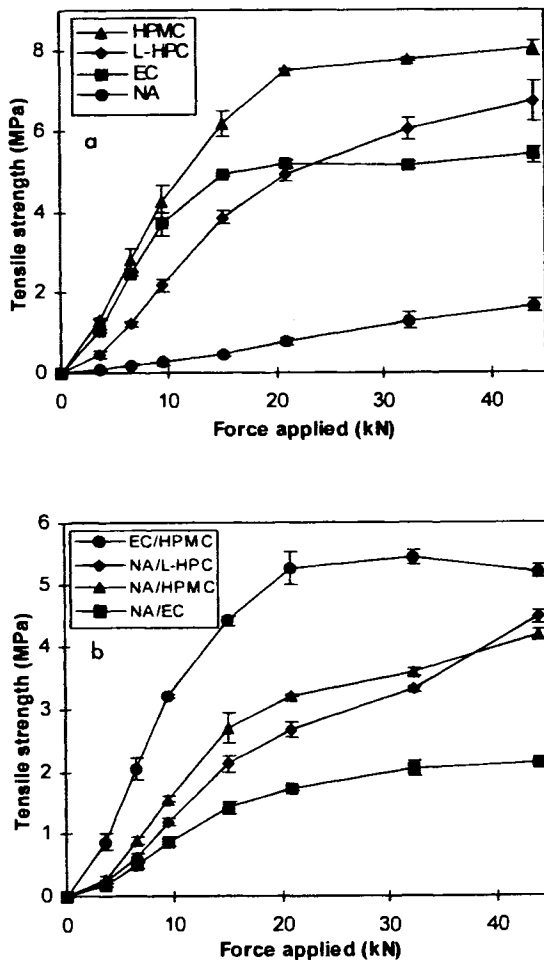 HPMC
L-HPC
EC
NA
a
8
6
4
2
0
Tensile strength (MPa)
0 10 20 30 40
Force applied (kN)
EC/HPMC
NA/L-HPC
NA/HPMC
NA/EC
b
6
5
4
3
2
1
0
Tensile strength (MPa)
0 10 20 30 40
Force applied (kN)